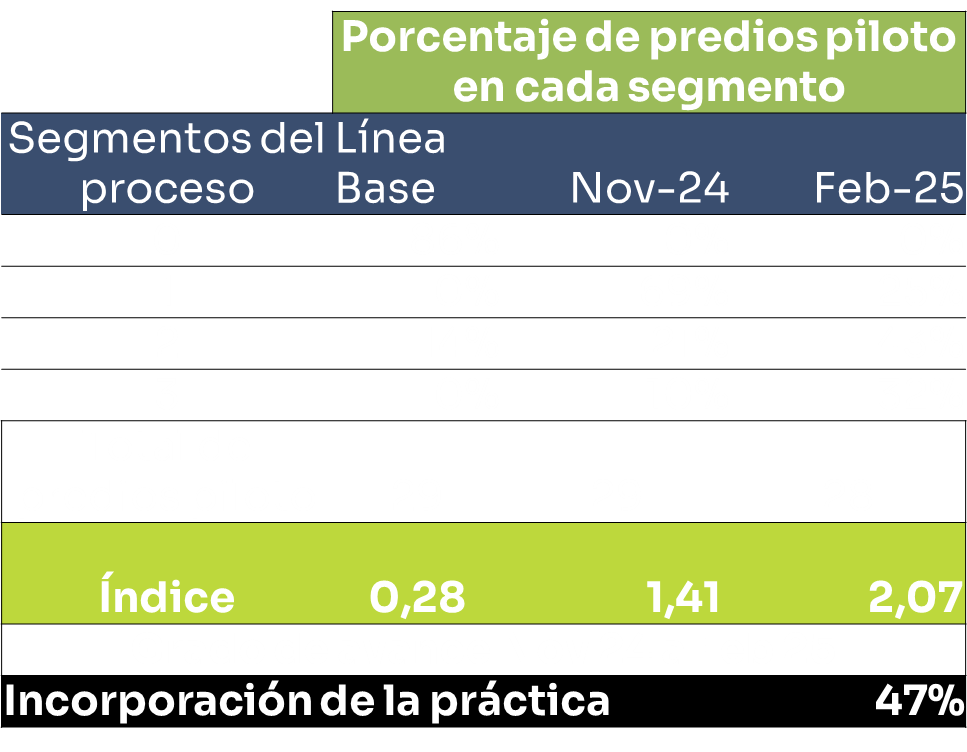 Porcentaje de predios piloto
en cada segmento
Segmentos del Línea
proceso Base Nov-24 Feb-25
Índice 0,28 1,41 2,07
Incorporación de la práctica 47%